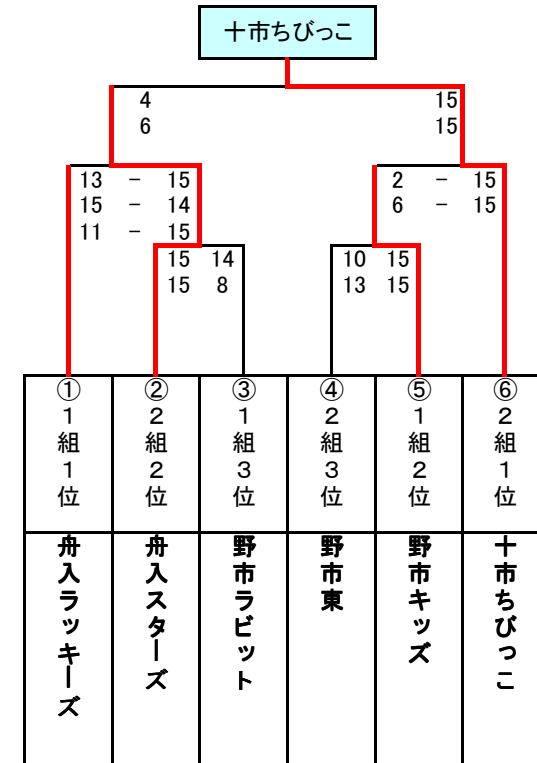 十市ちびっこ
4 15
6 15
13 － 15
15 － 14
11 － 15
2 － 15
6 － 15
15 14
15 8
10 15
13 15
①１組１位
②２組２位
③１組３位
④２組３位
⑤１組２位
⑥２組１位
舟入ラッキーズ
舟入スターズ
野市ラビット
野市東
野市キッズ
十市ちびっこ